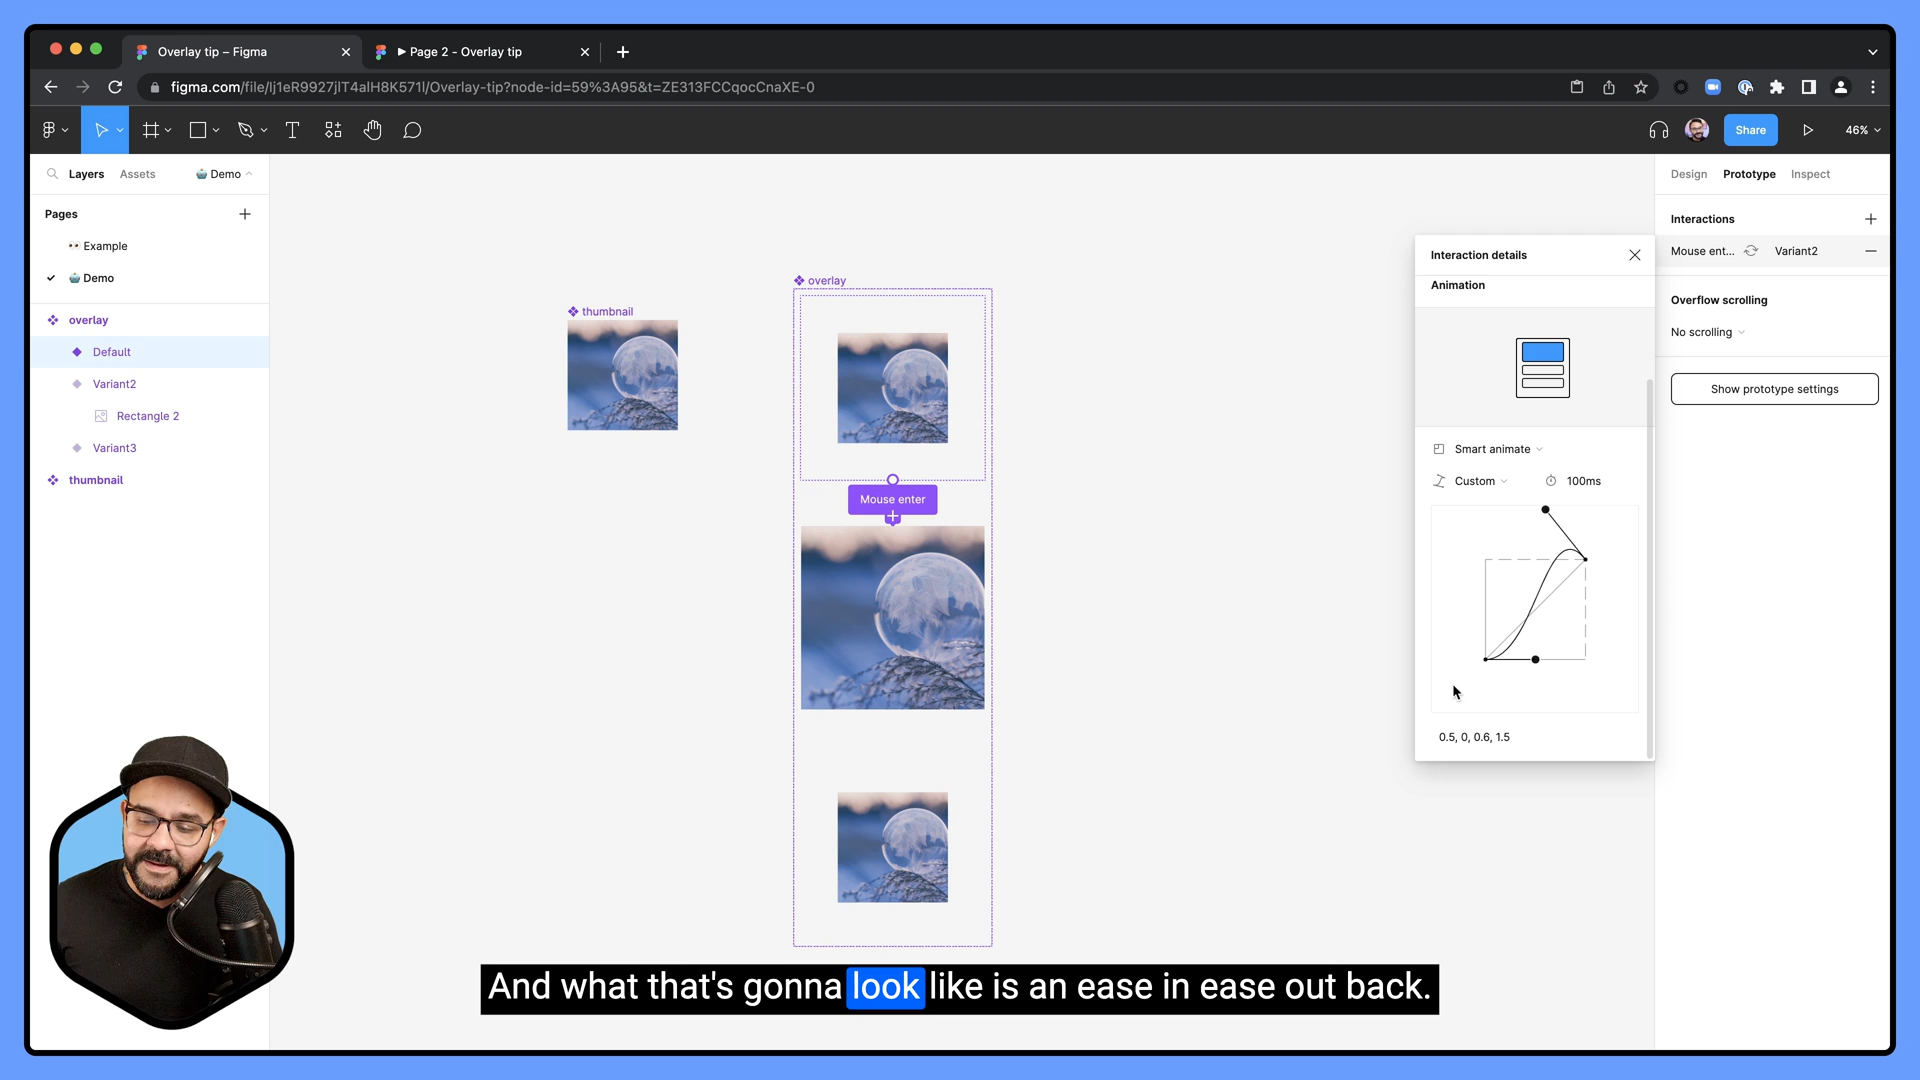 Overlay tip – Figma
Page 2 - Overlay tip
figma.com/file/lj1eR9927jlT4alH8K571l/Overlay-tip?node-id=59%3A95&t=ZE313FCCqocCnaXE-0
Share
46%
Layers
Assets
Demo
Design
Prototype
Inspect
Pages
Example
Demo
overlay
Default
Variant2
Rectangle 2
Variant3
thumbnail
thumbnail
overlay
Mouse enter
Interaction details
Animation
Smart animate
Custom
100ms
0.5, 0, 0.6, 1.5
Interactions
Mouse ent...
Variant2
Overflow scrolling
No scrolling
Show prototype settings
And what that's gonna look like is an ease in ease out back.